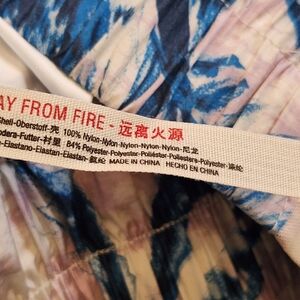 AY FROM FIRE - 远离火源
Shell-Oberstoff-壳 100% Nylon-Nylon-Nylon-Nylon-Nylon-尼龙
odera-Futter-衬里 84% Polyester-Polyester-Poliéster-Poliestere-Polyester-涤纶
-Elastano-Elastan-Elastan-氨纶 MADE IN CHINA HECHO EN CHINA